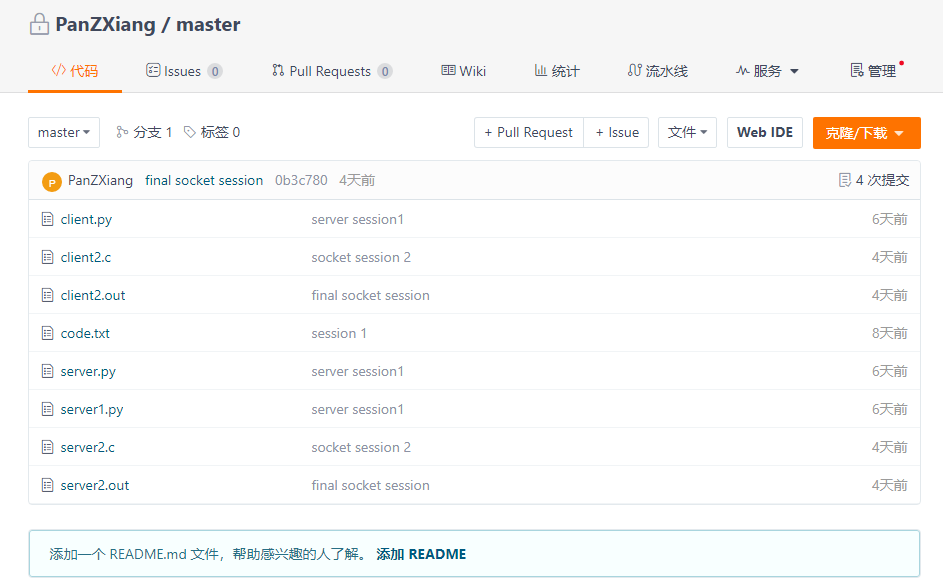 PanZXiang / master
代码 Issues 0 Pull Requests 0 Wiki 统计 流水线 服务 管理
master 分支 1 标签 0 + Pull Request + Issue 文件 Web IDE 克隆/下载
P PanZXiang final socket session 0b3c780 4天前 4 次提交
client.py server session1 6天前
client2.c socket session 2 4天前
client2.out final socket session 4天前
code.txt session 1 8天前
server.py server session1 6天前
server1.py server session1 6天前
server2.c socket session 2 4天前
server2.out final socket session 4天前
添加一个 README.md 文件，帮助感兴趣的人了解。 添加 README